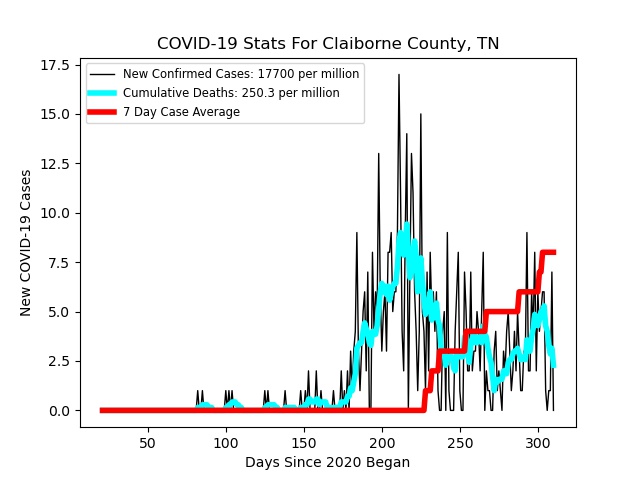 COVID-19 Stats For Claiborne County, TN
New Confirmed Cases: 17700 per million
Cumulative Deaths: 250.3 per million
7 Day Case Average
New COVID-19 Cases
17.5
15.0
12.5
10.0
7.5
5.0
2.5
0.0
50 100 150 200 250 300
Days Since 2020 Began